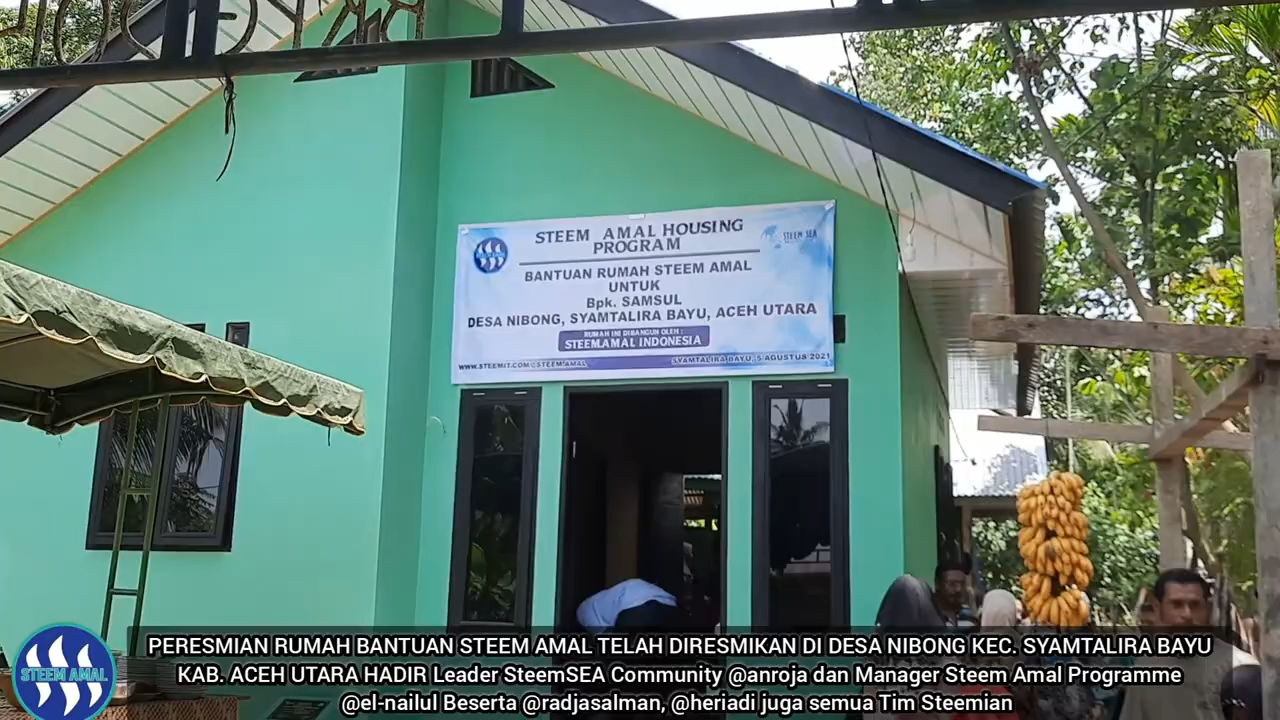 STEEM AMAL HOUSING
PROGRAM
STEEM SEA
BANTUAN RUMAH STEEM AMAL
UNTUK
Bpk. SAMSUL
DESA NIBONG, SYAMTALIRA BAYU, ACEH UTARA
RUMAH INI DIBANGUN OLEH :
STEEM.AMAL INDONESIA
WWW.STEEMIT.COM/@STEEM.AMAL
SYAMTALIRA BAYU, 5 AGUSTUS 2021
STEEM AMAL
PERESMIAN RUMAH BANTUAN STEEM AMAL TELAH DIRESMIKAN DI DESA NIBONG KEC. SYAMTALIRA BAYU
KAB. ACEH UTARA HADIR Leader SteemSEA Community @anroja dan Manager Steem Amal Programme
@el-nailul Beserta @radjasalman, @heriadi juga semua Tim Steemian